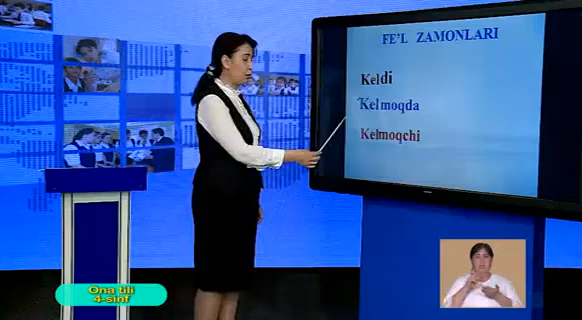 FE'L ZAMONLARI
Keldi
Kelmoqda
Kelmoqchi
Ona tili
4-sinf